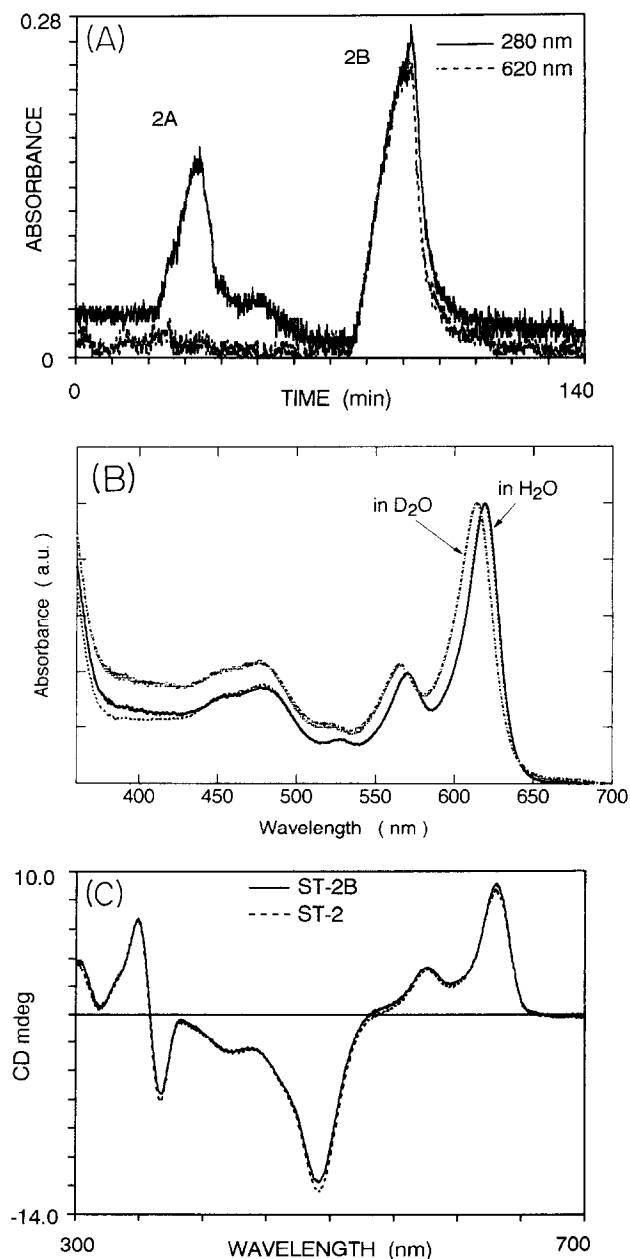 (A)
0.28
ABSORBANCE
0
2A
2B
280 nm
620 nm
0
140
TIME (min)
(B)
Absorbance ( a.u. )
in D₂O
in H₂O
400 450 500 550 600 650 700
Wavelength ( nm )
(C)
10.0
CD mdeg
-14.0
ST-2B
ST-2
300
700
WAVELENGTH (nm)